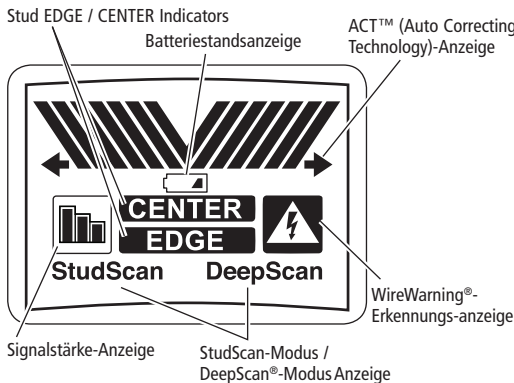 Stud EDGE / CENTER Indicators
Batteriestandsanzeige
ACT™ (Auto Correcting
Technology)-Anzeige
CENTER
EDGE
StudScan DeepScan
WireWarning®-
Erkennungs-anzeige
Signalstärke-Anzeige
StudScan-Modus /
DeepScan®-Modus Anzeige